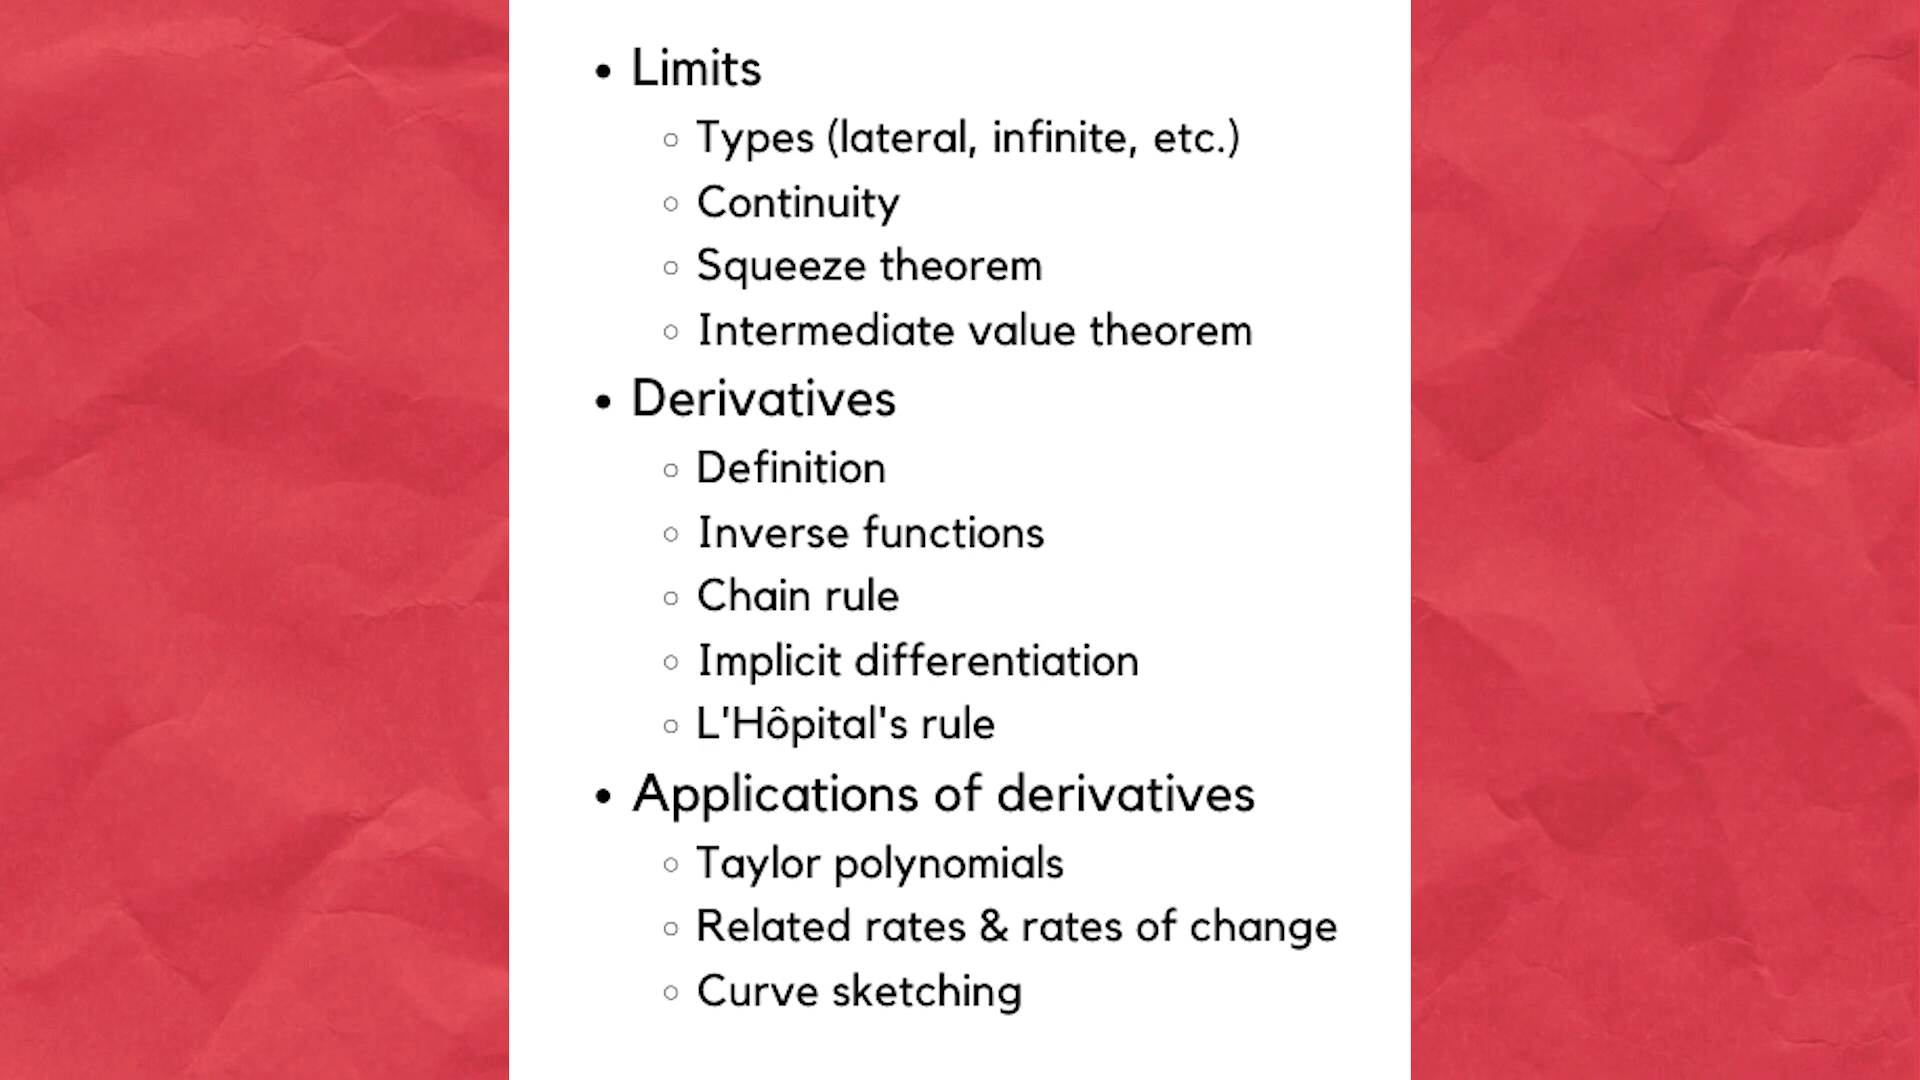 • Limits
○ Types (lateral, infinite, etc.)
○ Continuity
○ Squeeze theorem
○ Intermediate value theorem
• Derivatives
○ Definition
○ Inverse functions
○ Chain rule
○ Implicit differentiation
○ L'Hôpital's rule
• Applications of derivatives
○ Taylor polynomials
○ Related rates & rates of change
○ Curve sketching